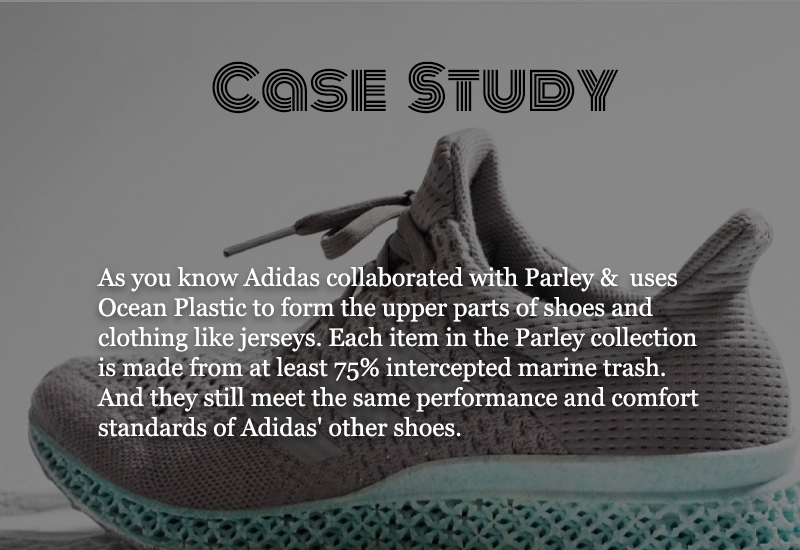 Case Study
As you know Adidas collaborated with Parley &  uses
Ocean Plastic to form the upper parts of shoes and
clothing like jerseys. Each item in the Parley collection
is made from at least 75% intercepted marine trash.
And they still meet the same performance and comfort
standards of Adidas' other shoes.